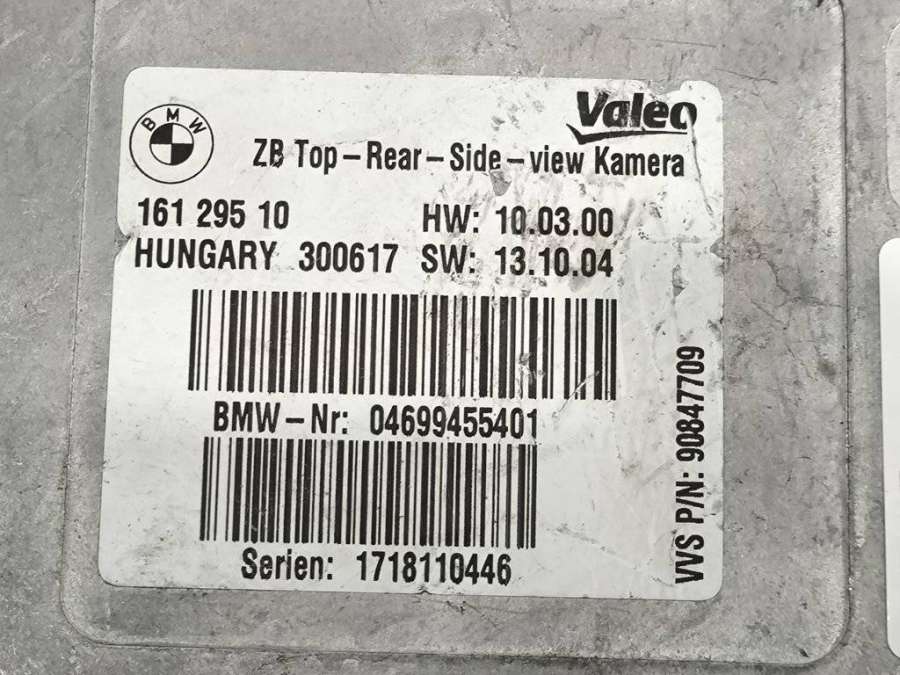 BMW
Valeo
ZB Top-Rear-Side-view Kamera
161 295 10 HW: 10.03.00
HUNGARY 300617 SW: 13.10.04
BMW-Nr: 04699455401
Serien: 1718110446
VVS P/N: 90847709